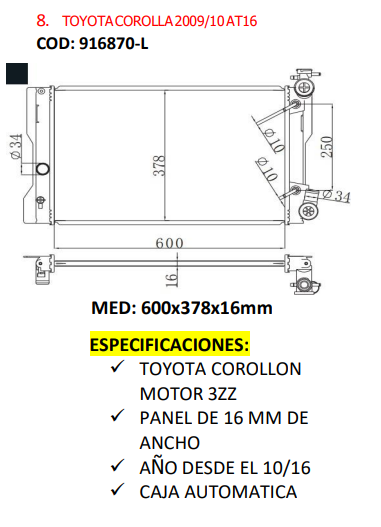 8. TOYOTA COROLLA 2009/10 AT16
COD: 916870-L
Ø34
378
Ø10
Ø10
250
Ø34
600
16
MED: 600x378x16mm
ESPECIFICACIONES:
✓ TOYOTA COROLLON
MOTOR 3ZZ
✓ PANEL DE 16 MM DE
ANCHO
✓ AÑO DESDE EL 10/16
✓ CAJA AUTOMATICA